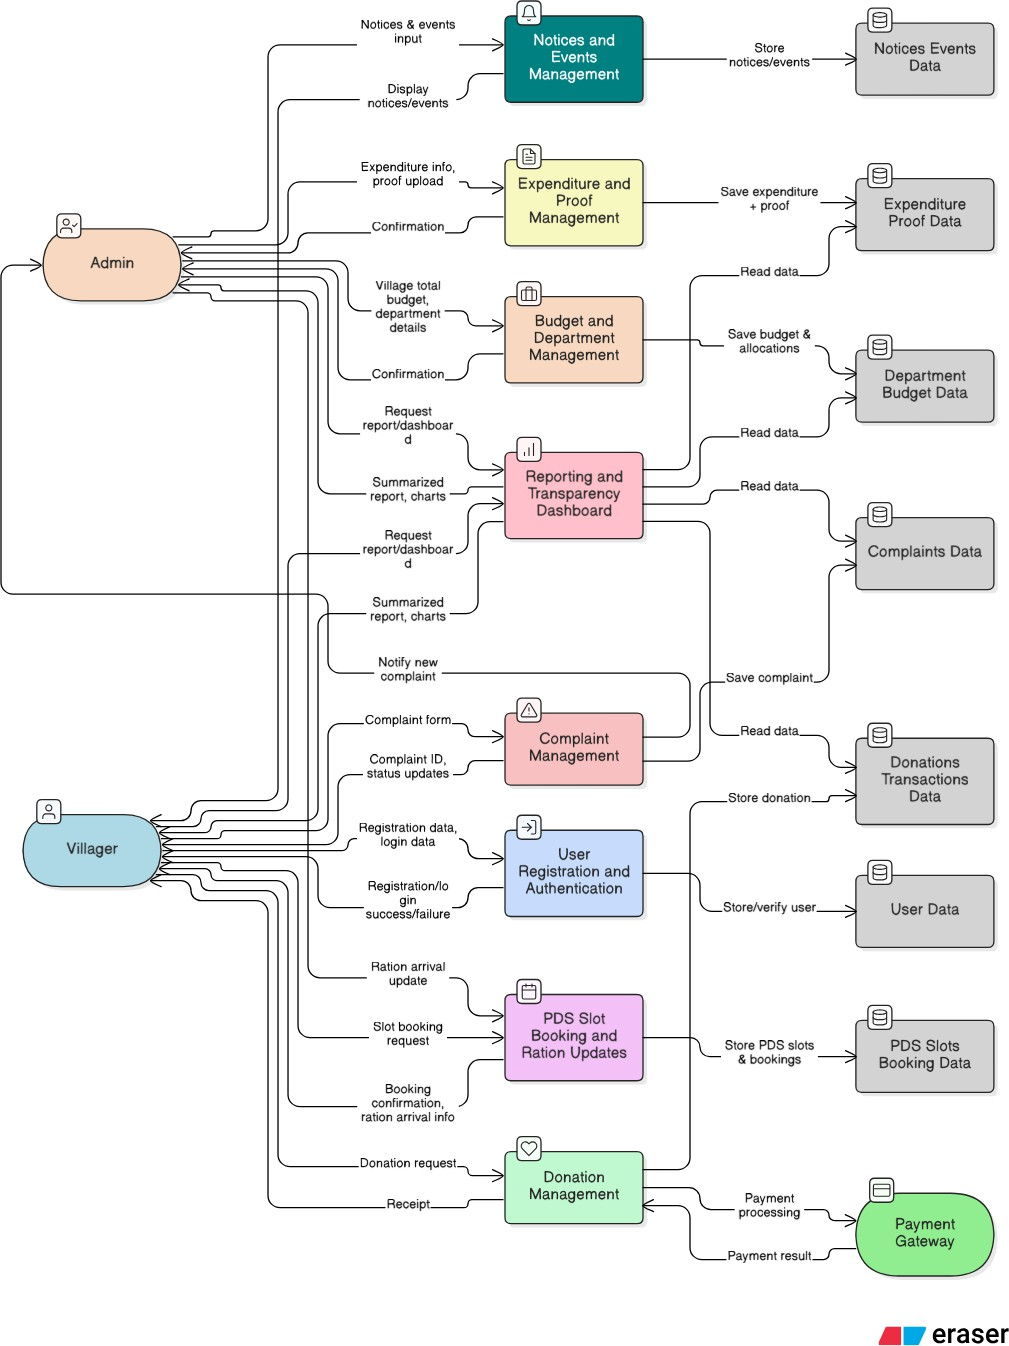 Notices & events
input
Notices and
Events
Management
Store
notices/events
Notices Events
Data
Display
notices/events
Expenditure info,
proof upload
Expenditure and
Proof
Management
Save expenditure
+ proof
Expenditure
Proof Data
Confirmation
Admin
Read data
Village total
budget,
department
details
Budget and
Department
Management
Save budget &
allocations
Department
Budget Data
Confirmation
Request
report/dashboar
d
Read data
Reporting and
Transparency
Dashboard
Summarized
report, charts
Read data
Complaints Data
Request
report/dashboar
d
Summarized
report, charts
Notify new
complaint
Save complaint
Complaint form
Complaint
Management
Read data
Complaint ID,
status updates
Donations
Transactions
Data
Store donation
Villager
Registration data,
login data
User
Registration and
Authentication
Registration/lo
gin
success/failure
Store/verify user
User Data
Ration arrival
update
PDS Slot
Booking and
Ration Updates
Slot booking
request
Store PDS slots
& bookings
PDS Slots
Booking Data
Booking
confirmation,
ration arrival info
Donation request
Donation
Management
Receipt
Payment
processing
Payment
Gateway
Payment result
eraser